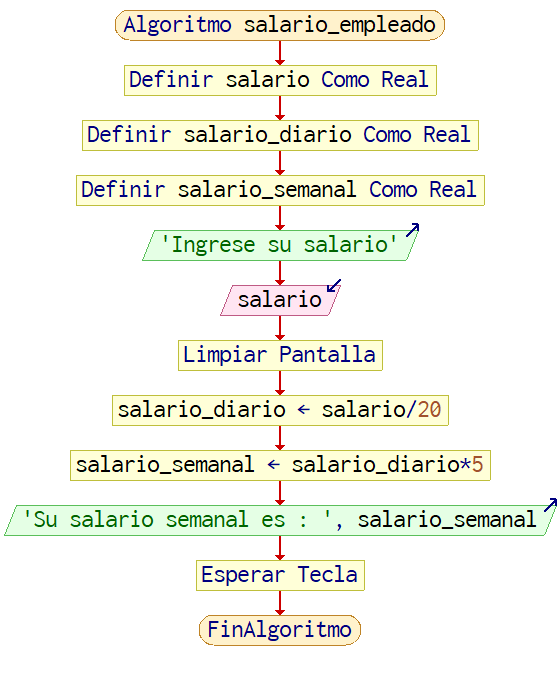 Algoritmo salario_empleado
Definir salario Como Real
Definir salario_diario Como Real
Definir salario_semanal Como Real
'Ingrese su salario'
salario
Limpiar Pantalla
salario_diario ← salario/20
salario_semanal ← salario_diario*5
'Su salario semanal es : ', salario_semanal
Esperar Tecla
FinAlgoritmo